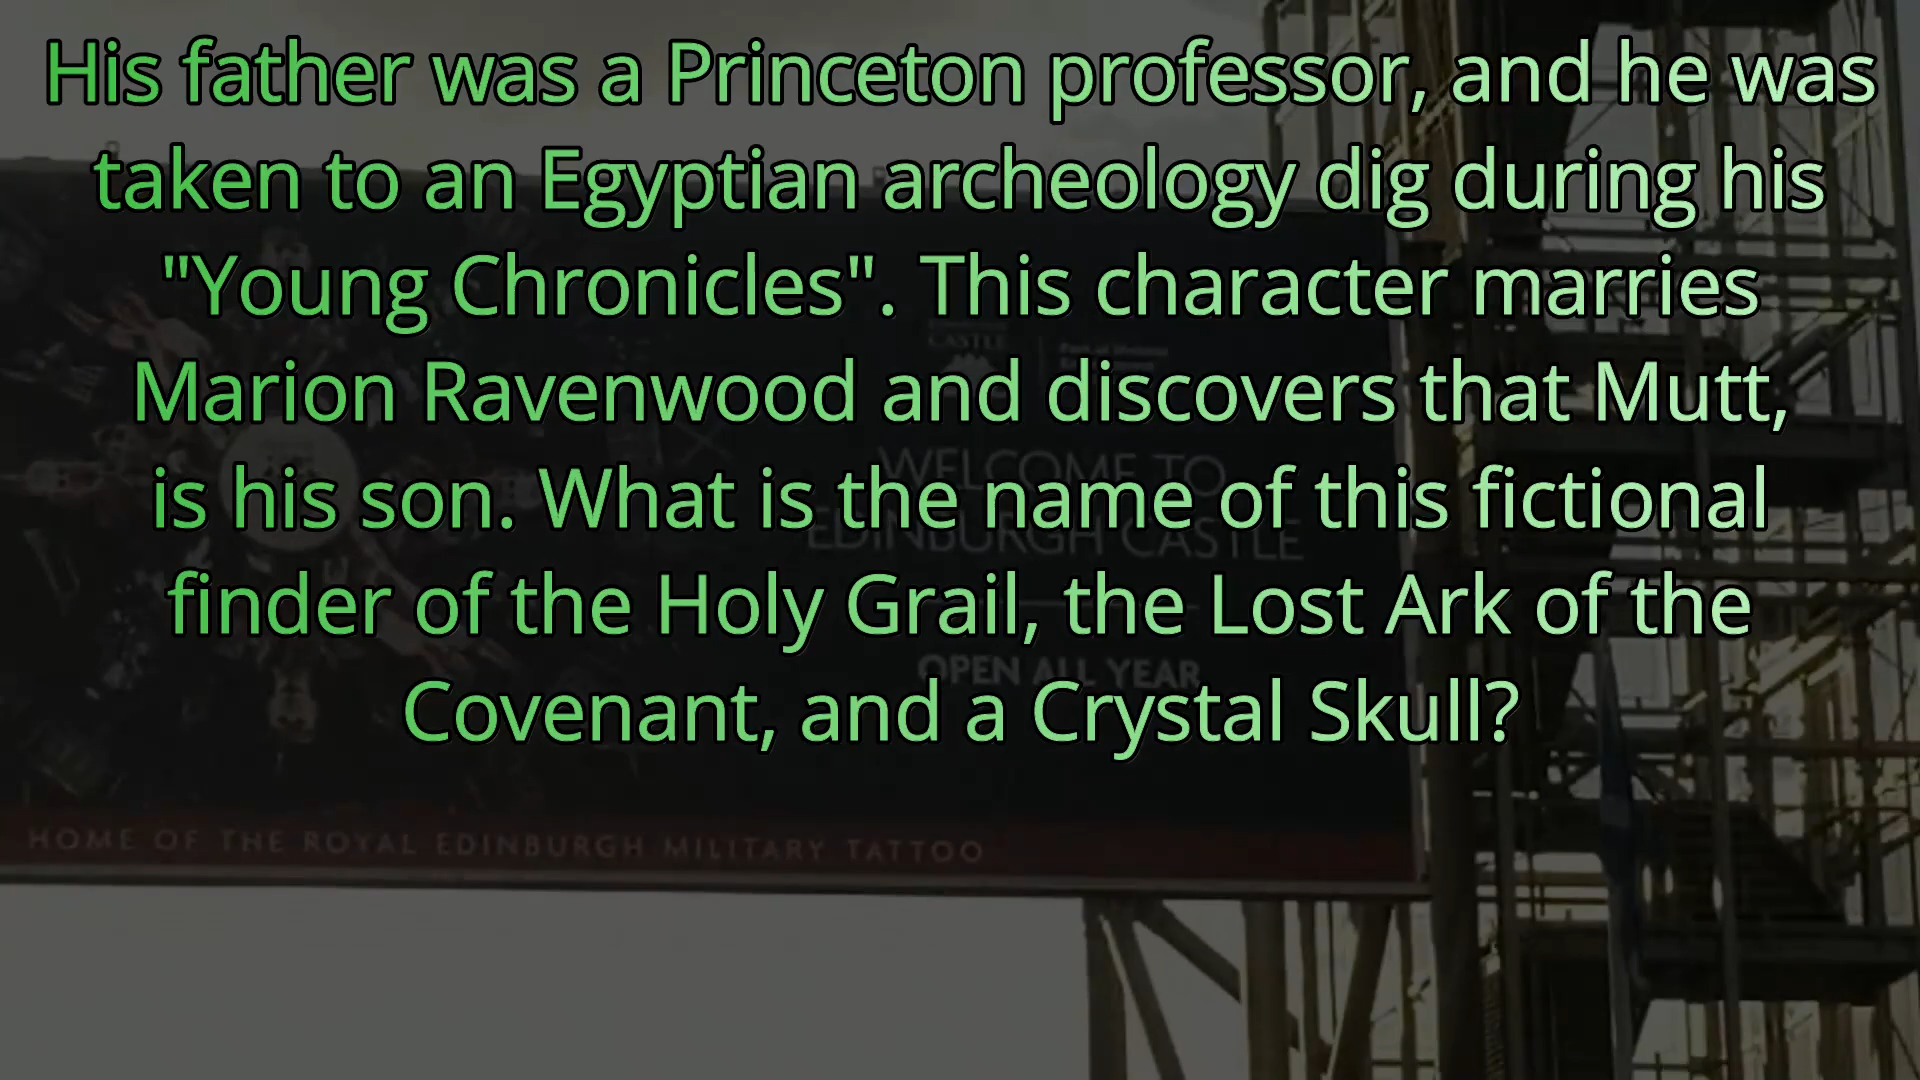 His father was a Princeton professor, and he was
taken to an Egyptian archeology dig during his
"Young Chronicles". This character marries
Marion Ravenwood and discovers that Mutt,
is his son. What is the name of this fictional
finder of the Holy Grail, the Lost Ark of the
Covenant, and a Crystal Skull?
CASTLE
WELCOME TO
EDINBURGH CASTLE
OPEN ALL YEAR
HOME OF THE ROYAL EDINBURGH MILITARY TATTOO